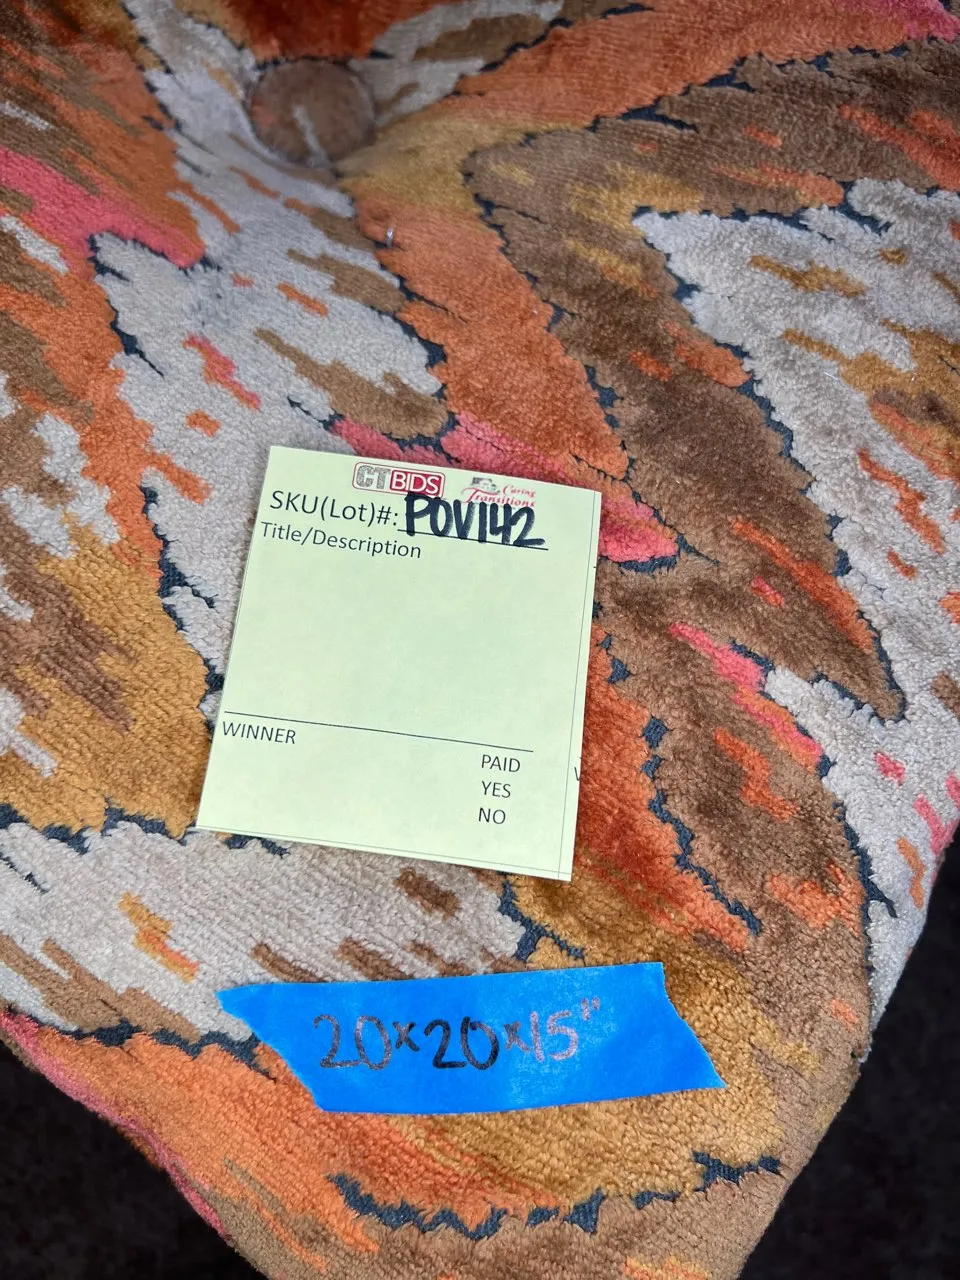 CTBIDS
Caring
Transitions
SKU(Lot)#: POV142
Title/Description
WINNER
PAID
YES
NO
20x20x15"